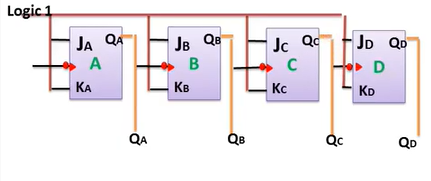 Logic 1
JA QA JB QB JC QC JD QD
A B C D
KA KB KC KD
QA QB QC QD